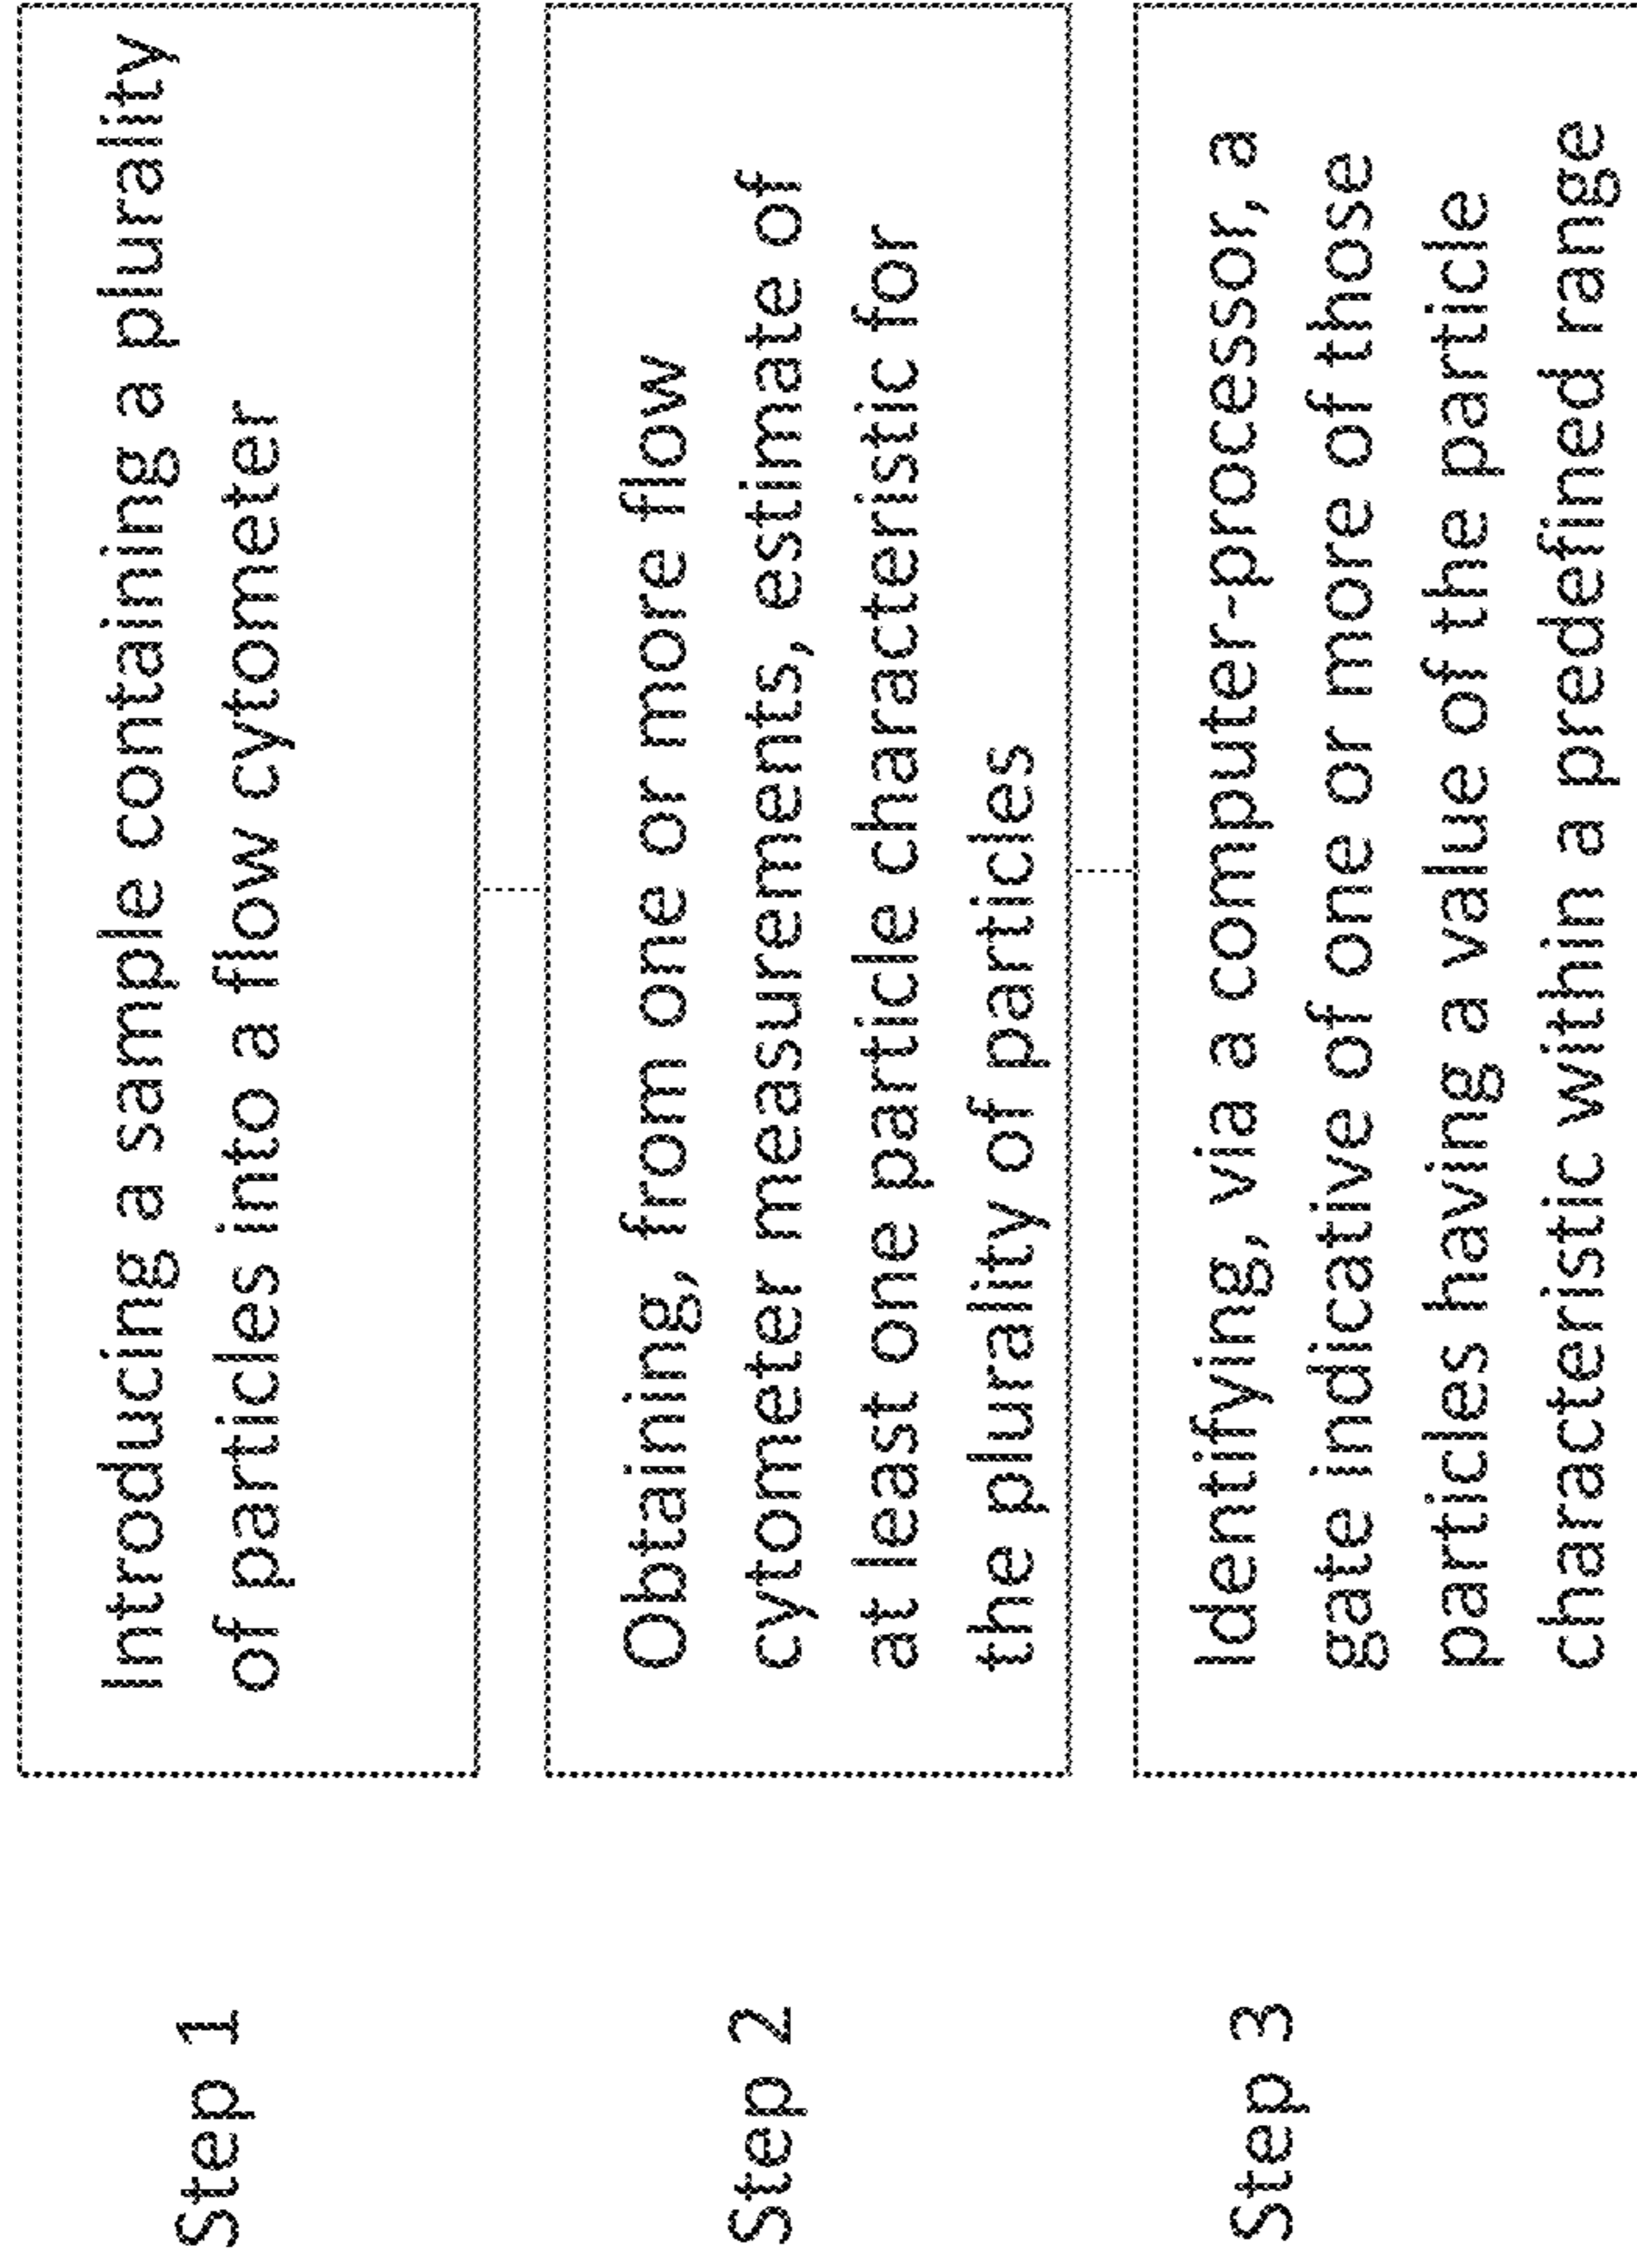 Step 1
Introducing a sample containing a plurality
of particles into a flow cytometer
Step 2
Obtaining, from one or more flow
cytometer measurements, estimate of
at least one particle characteristic for
the plurality of particles
Step 3
Identifying, via a computer-processor, a
gate indicative of one or more of those
particles having a value of the particle
characteristic within a predefined range